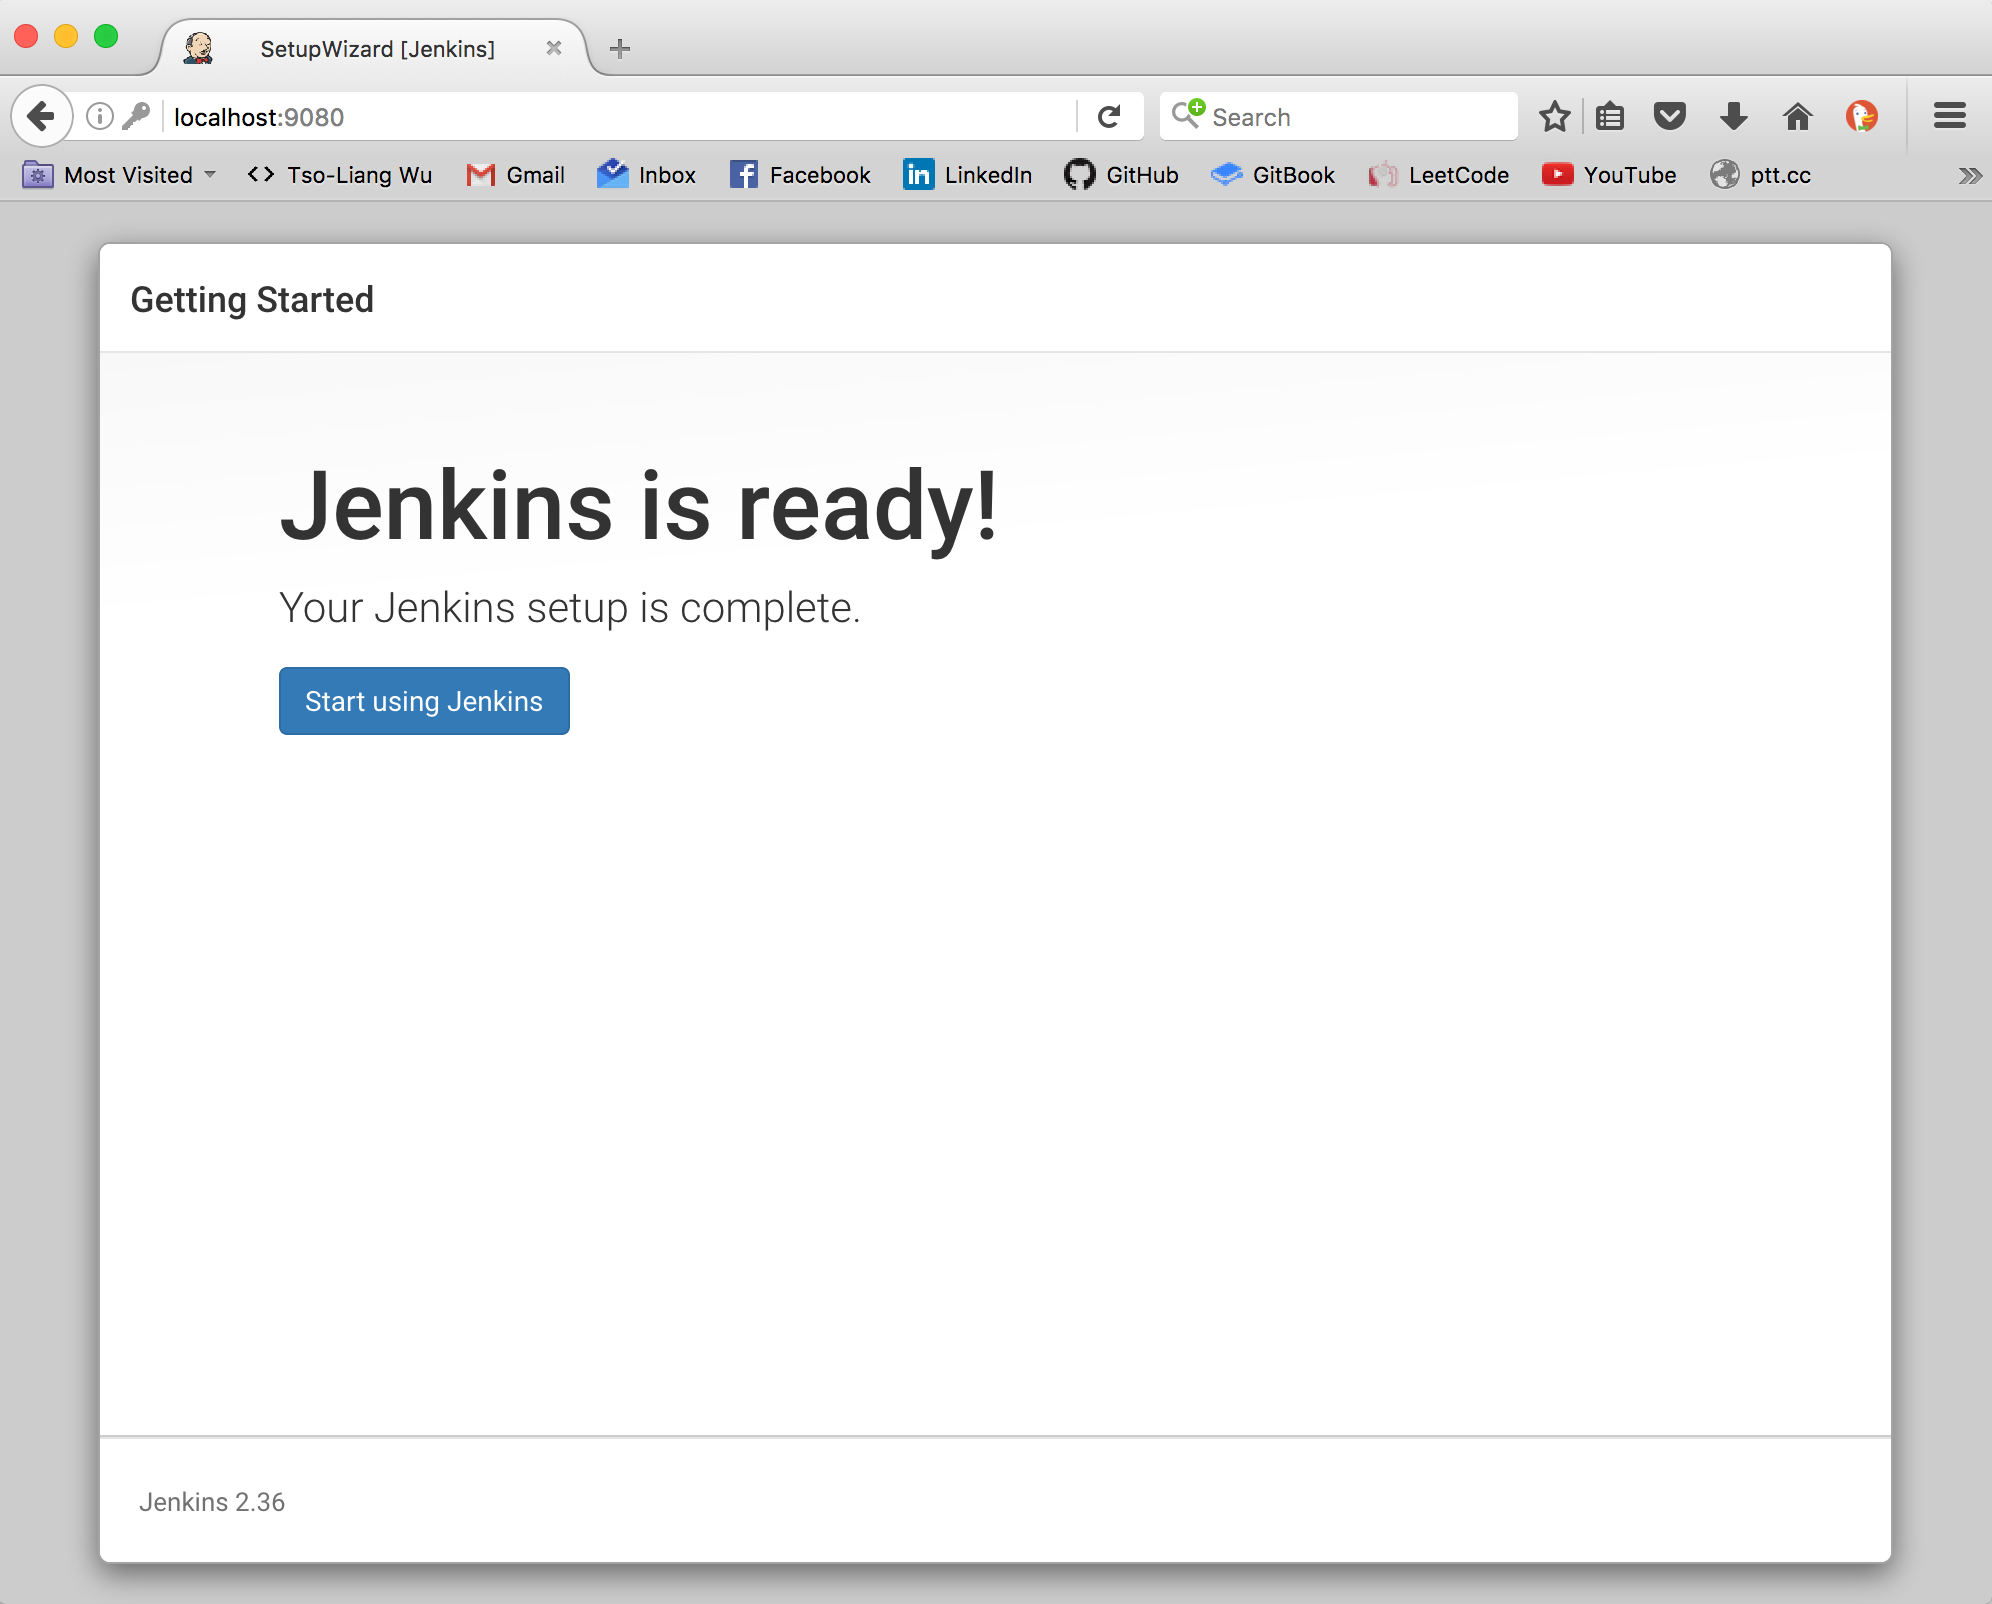 SetupWizard [Jenkins]
localhost:9080
Search
Most Visited Tso-Liang Wu Gmail Inbox Facebook LinkedIn GitHub GitBook LeetCode YouTube ptt.cc
Getting Started
Jenkins is ready!
Your Jenkins setup is complete.
Start using Jenkins
Jenkins 2.36